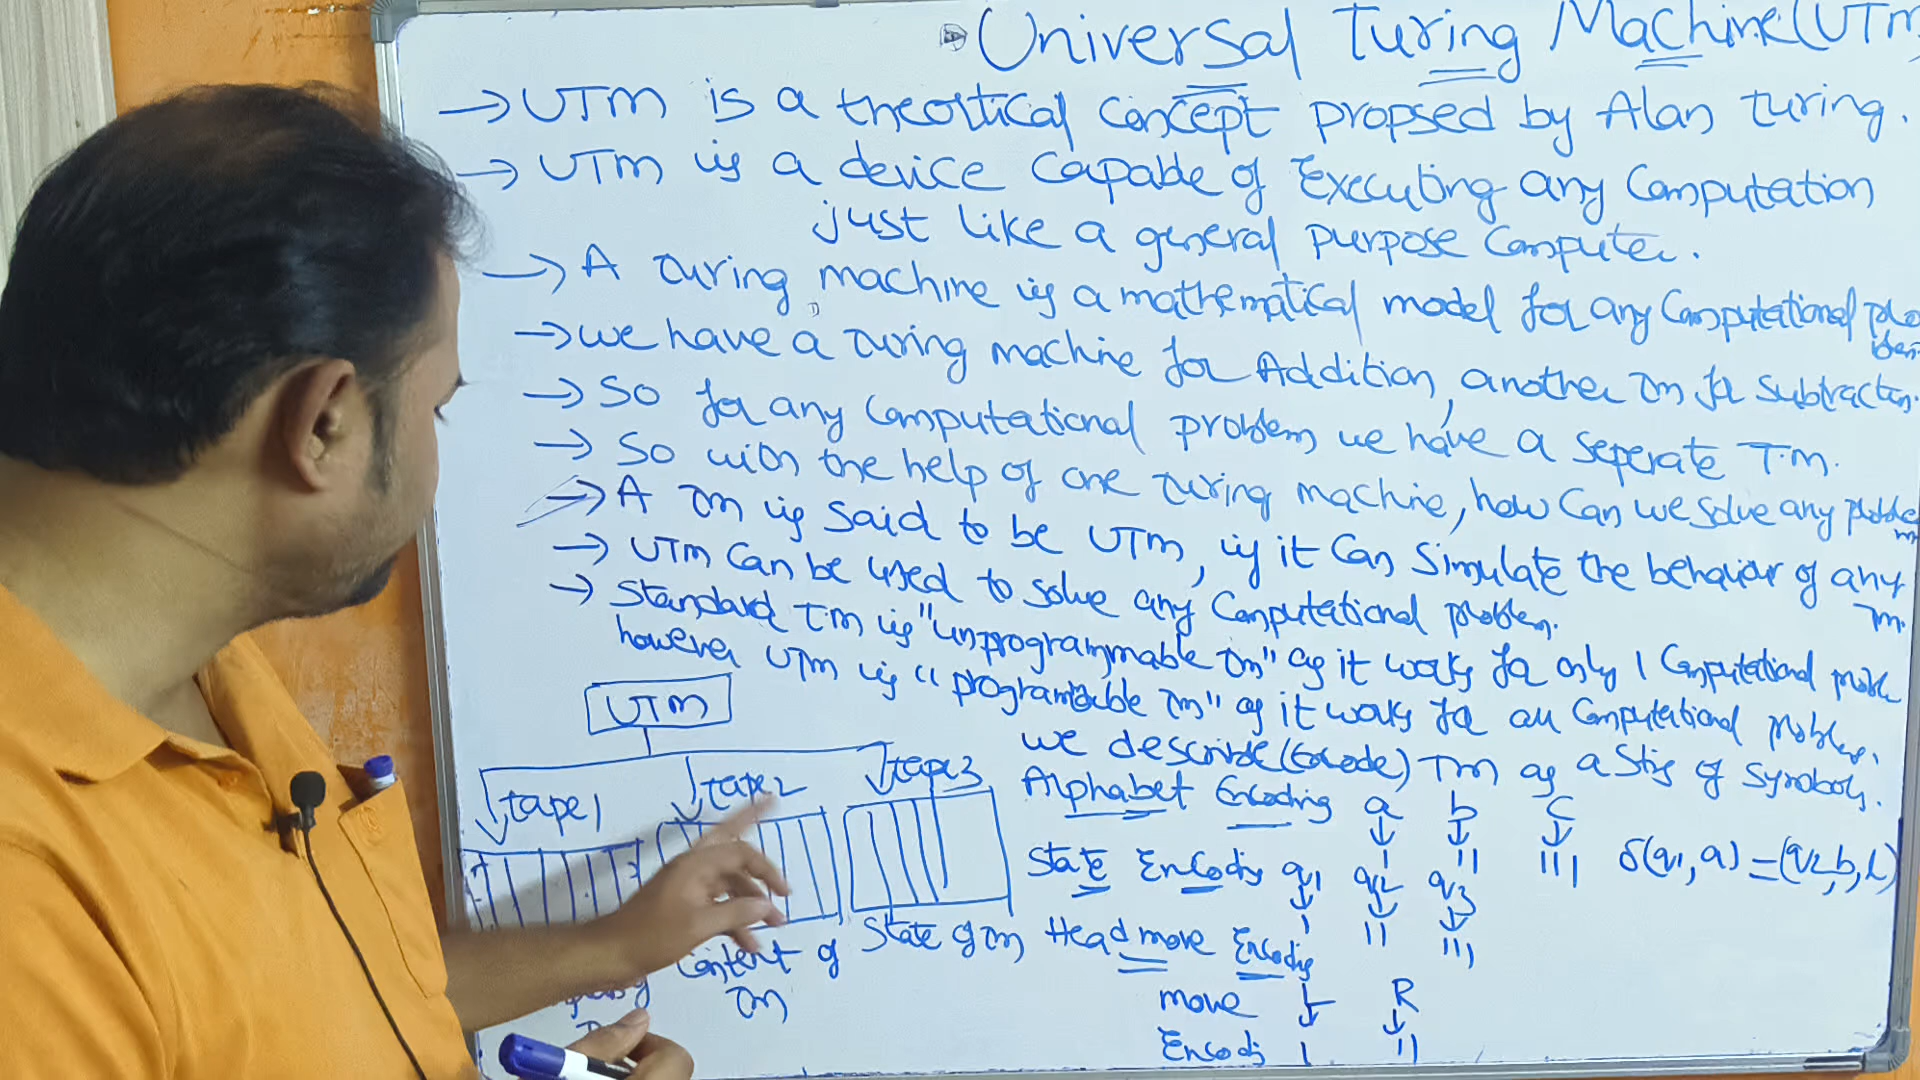 Universal Turing Machine(UTM
→ UTM is a theortical concept propsed by Alan Turing.
→ UTM is a device capable of Executing any Computation
just like a general purpose Computer.
→ A Turing machine is a mathematical model for any Computational pro
blem
→ we have a Turing machine for Addition, another Tm for Subtraction.
→ So for any Computational problem we have a seperate T.m.
→ So with the help of one Turing machine, how Can we solve any proble
m
→ A Tm is said to be UTM, if it Can Simulate the behavior of any
Tm.
→ UTM Can be used to solve any Computational problem.
→ Standard T.m is "unprogrammable Tm" as it works for only 1 Computational problem
however UTM is "programmable Tm" as it works for all Computational problems.
we describe(Encode) TM as a String of Symbols.
UTM
tape1 tape2 tape3
Content of
Tm
State of Tm
Alphabet Encoding a b C
↓ ↓ ↓
1 11 111
State Encoding q1 q2 q3
↓ ↓ ↓
1 11 111
δ(q1, a) = (q2, b, L)
Head move Encoding
move L R
↓ ↓
Encoding 1 11